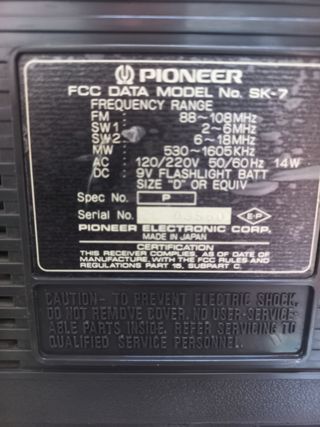 PIONEER
FCC DATA MODEL No. SK-7
FREQUENCY RANGE
FM 88~108MHz
SW1: 2~6MHz
SW2: 6~18MHz
MW 530~1605KHz
AC : 120/220V 50/60Hz 14W
DC : 9V FLASHLIGHT BATT
SIZE "D" OR EQUIV
Spec No. P
Serial No. E-P
PIONEER ELECTRONIC CORP.
MADE IN JAPAN
CERTIFICATION
THIS RECEIVER COMPLIES, AS OF DATE OF
MANUFACTURE, WITH THE FCC RULES AND
REGULATIONS PART 15, SUBPART C.
CAUTION- TO PREVENT ELECTRIC SHOCK,
DO NOT REMOVE COVER. NO USER-SERVICE-
ABLE PARTS INSIDE. REFER SERVICING TO
QUALIFIED SERVICE PERSONNEL.